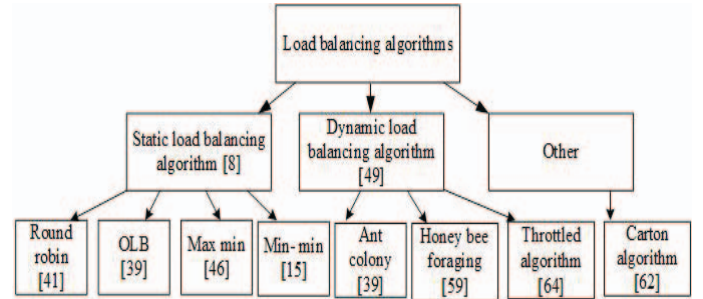 Load balancing algorithms
Static load balancing
algorithm [8]
Dynamic load
balancing algorithm
[49]
Other
Round
robin
[41]
OLB
[39]
Max min
[46]
Min- min
[15]
Ant
colony
[39]
Honey bee
foraging
[59]
Throttled
algorithm
[64]
Carton
algorithm
[62]